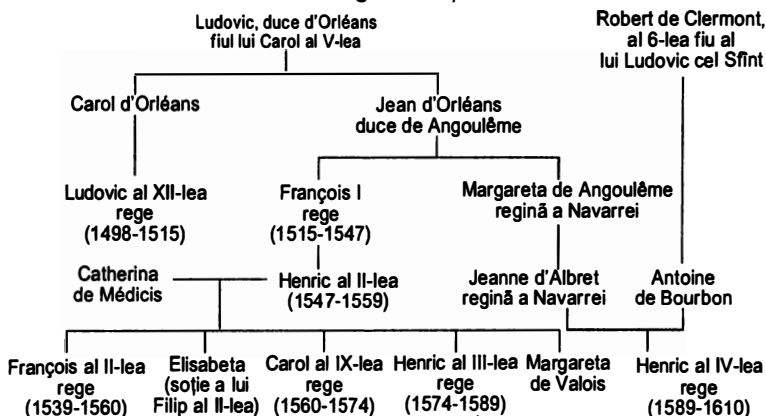 Ludovic, duce d'Orléans
fiul lui Carol al V-lea
Robert de Clermont,
al 6-lea fiu al
lui Ludovic cel Sfînt
Carol d'Orléans
Jean d'Orléans
duce de Angoulême
Ludovic al XII-lea
rege
(1498-1515)
François I
rege
(1515-1547)
Margareta de Angoulême
regină a Navarrei
Catherina
de Médicis
Henric al II-lea
(1547-1559)
Jeanne d'Albret
regină a Navarrei
Antoine
de Bourbon
François al II-lea
rege
(1539-1560)
Elisabeta
(soție a lui
Filip al II-lea)
Carol al IX-lea
rege
(1560-1574)
Henric al III-lea
rege
(1574-1589)
Margareta
de Valois
Henric al IV-lea
rege
(1589-1610)